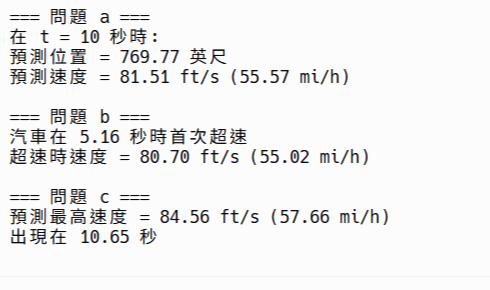 === 問題 a ===
在 t = 10 秒時:
預測位置 = 769.77 英尺
預測速度 = 81.51 ft/s (55.57 mi/h)
=== 問題 b ===
汽車在 5.16 秒時首次超速
超速時速度 = 80.70 ft/s (55.02 mi/h)
=== 問題 c ===
預測最高速度 = 84.56 ft/s (57.66 mi/h)
出現在 10.65 秒